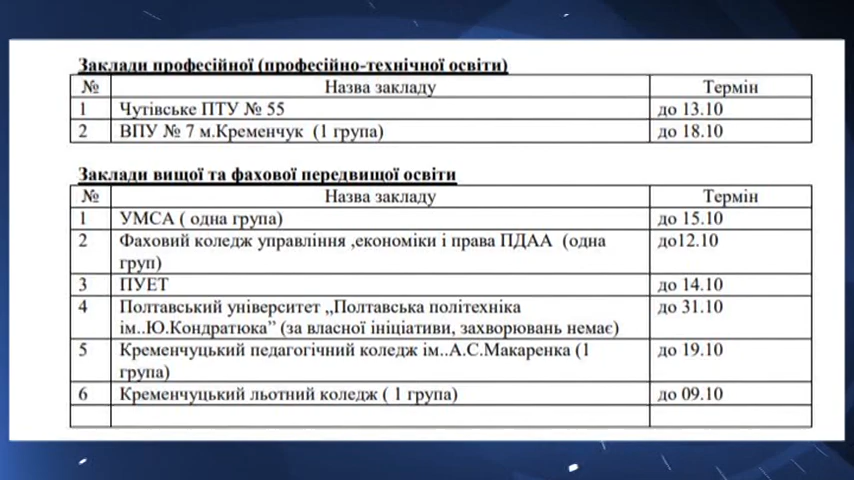 Заклади професійної (професійно-технічної освіти)
№ Назва закладу Термін
1 Чутівське ПТУ № 55 до 13.10
2 ВПУ № 7 м.Кременчук (1 група) до 18.10
Заклади вищої та фахової передвищої освіти
№ Назва закладу Термін
1 УМСА ( одна група) до 15.10
2 Фаховий коледж управління ,економіки і права ПДАА (одна до12.10
груп)
3 ПУЕТ до 14.10
4 Полтавський університет „Полтавська політехніка до 31.10
ім..Ю.Кондратюка” (за власної ініціативи, захворювань немає)
5 Кременчуцький педагогічний коледж ім..А.С.Макаренка (1 до 19.10
група)
6 Кременчуцький льотний коледж ( 1 група) до 09.10